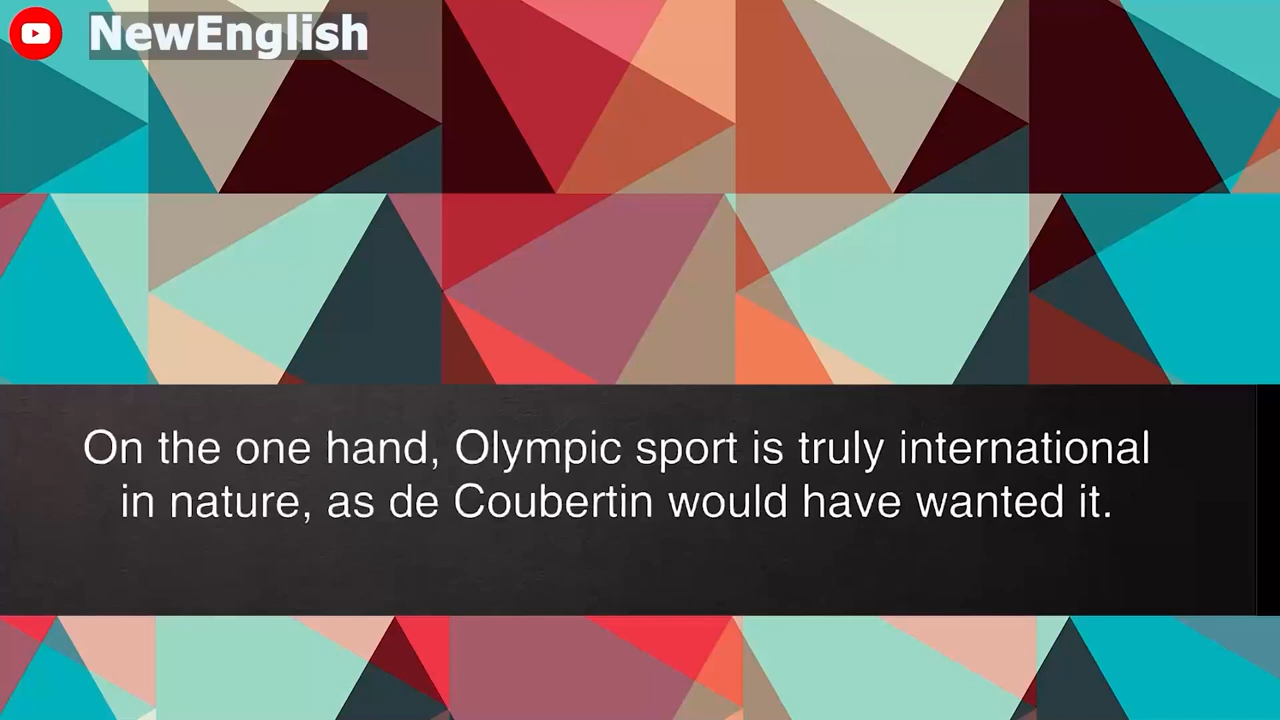 NewEnglish
On the one hand, Olympic sport is truly international
in nature, as de Coubertin would have wanted it.